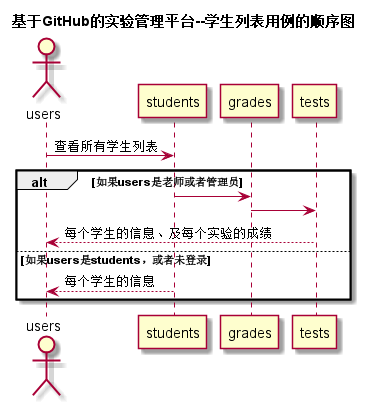 基于GitHub的实验管理平台--学生列表用例的顺序图
users
students
grades
tests
查看所有学生列表
alt
[如果users是老师或者管理员]
每个学生的信息、及每个实验的成绩
[如果users是students，或者未登录]
每个学生的信息
users
students
grades
tests